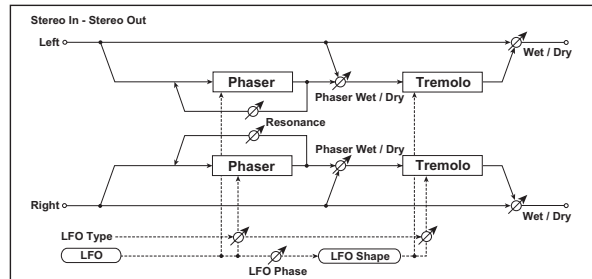 Stereo In - Stereo Out
Left
Wet / Dry
Phaser
Tremolo
Phaser Wet / Dry
Resonance
Phaser Wet / Dry
Phaser
Tremolo
Right
Wet / Dry
LFO Type
LFO
LFO Shape
LFO Phase